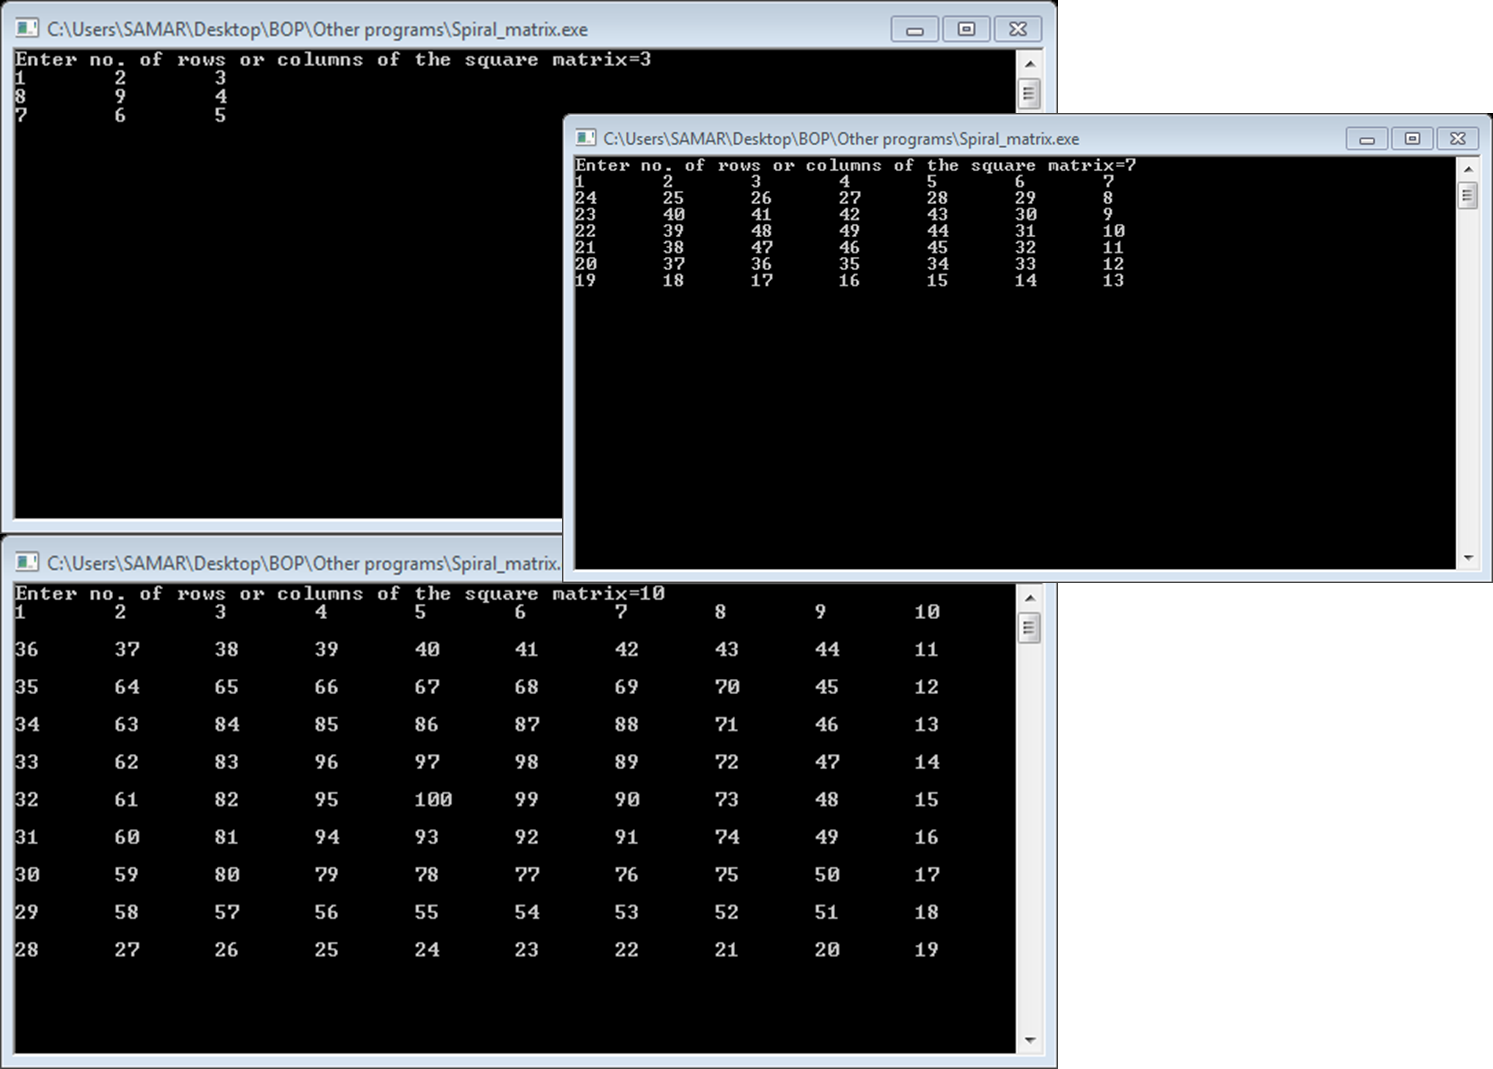 C:\Users\SAMAR\Desktop\BOP\Other programs\Spiral_matrix.exe
Enter no. of rows or columns of the square matrix=3
1 2 3
8 9 4
7 6 5
C:\Users\SAMAR\Desktop\BOP\Other programs\Spiral_matrix.exe
Enter no. of rows or columns of the square matrix=7
1 2 3 4 5 6 7
24 25 26 27 28 29 8
23 40 41 42 43 30 9
22 39 48 49 44 31 10
21 38 47 46 45 32 11
20 37 36 35 34 33 12
19 18 17 16 15 14 13
C:\Users\SAMAR\Desktop\BOP\Other programs\Spiral_matrix.
Enter no. of rows or columns of the square matrix=10
1 2 3 4 5 6 7 8 9 10
36 37 38 39 40 41 42 43 44 11
35 64 65 66 67 68 69 70 45 12
34 63 84 85 86 87 88 71 46 13
33 62 83 96 97 98 89 72 47 14
32 61 82 95 100 99 90 73 48 15
31 60 81 94 93 92 91 74 49 16
30 59 80 79 78 77 76 75 50 17
29 58 57 56 55 54 53 52 51 18
28 27 26 25 24 23 22 21 20 19